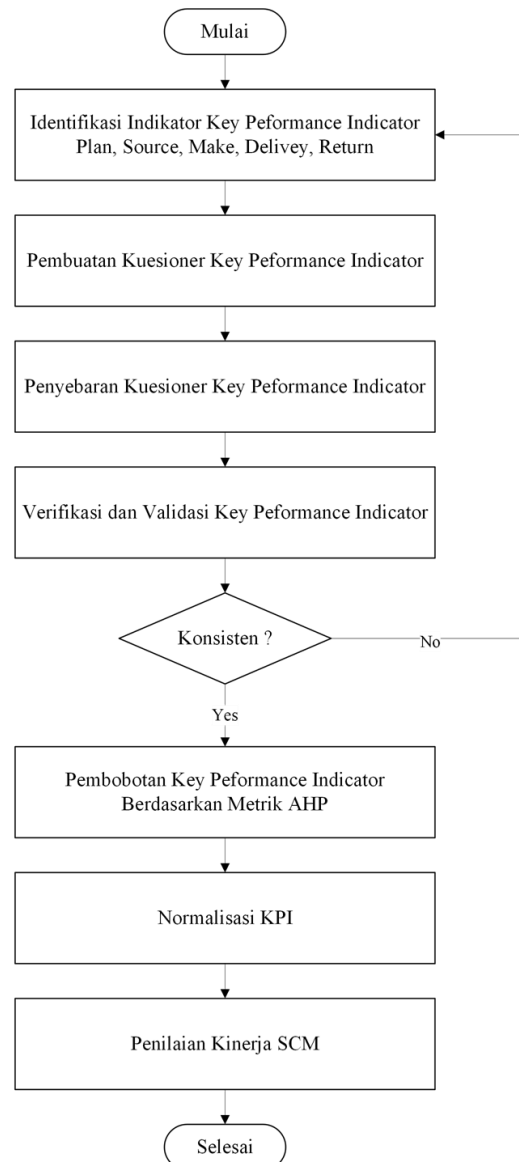 Mulai
Identifikasi Indikator Key Peformance Indicator
Plan, Source, Make, Delivey, Return
Pembuatan Kuesioner Key Peformance Indicator
Penyebaran Kuesioner Key Peformance Indicator
Verifikasi dan Validasi Key Peformance Indicator
Konsisten ?
No
Yes
Pembobotan Key Peformance Indicator
Berdasarkan Metrik AHP
Normalisasi KPI
Penilaian Kinerja SCM
Selesai